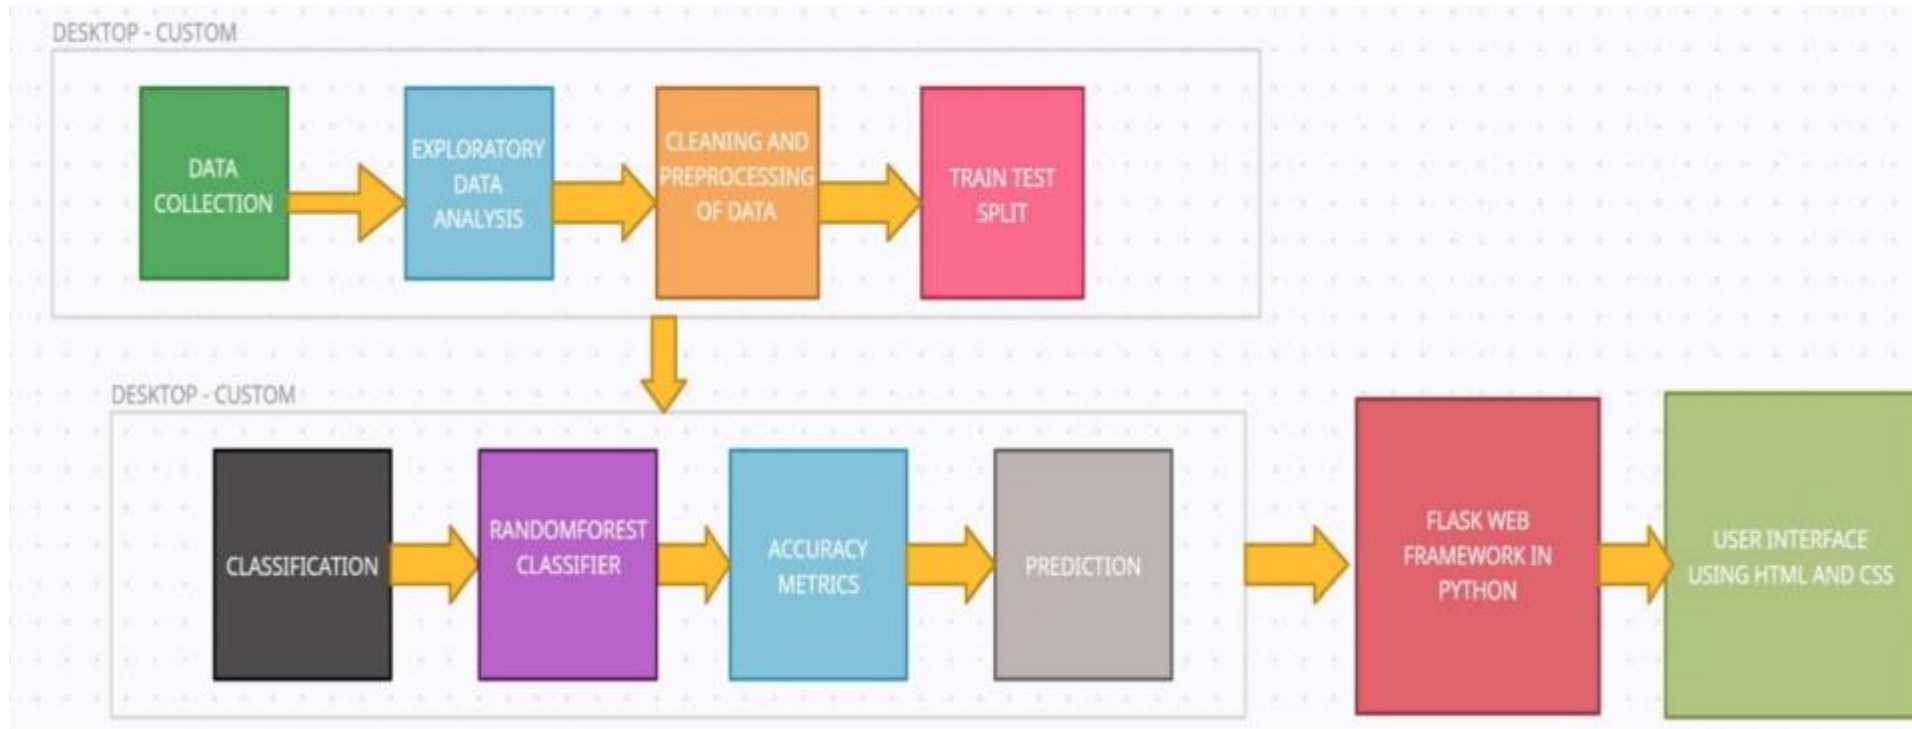 DESKTOP - CUSTOM
DATA
COLLECTION
EXPLORATORY
DATA
ANALYSIS
CLEANING AND
PREPROCESSING
OF DATA
TRAIN TEST
SPLIT
DESKTOP - CUSTOM
CLASSIFICATION
RANDOMFOREST
CLASSIFIER
ACCURACY
METRICS
PREDICTION
FLASK WEB
FRAMEWORK IN
PYTHON
USER INTERFACE
USING HTML AND CSS